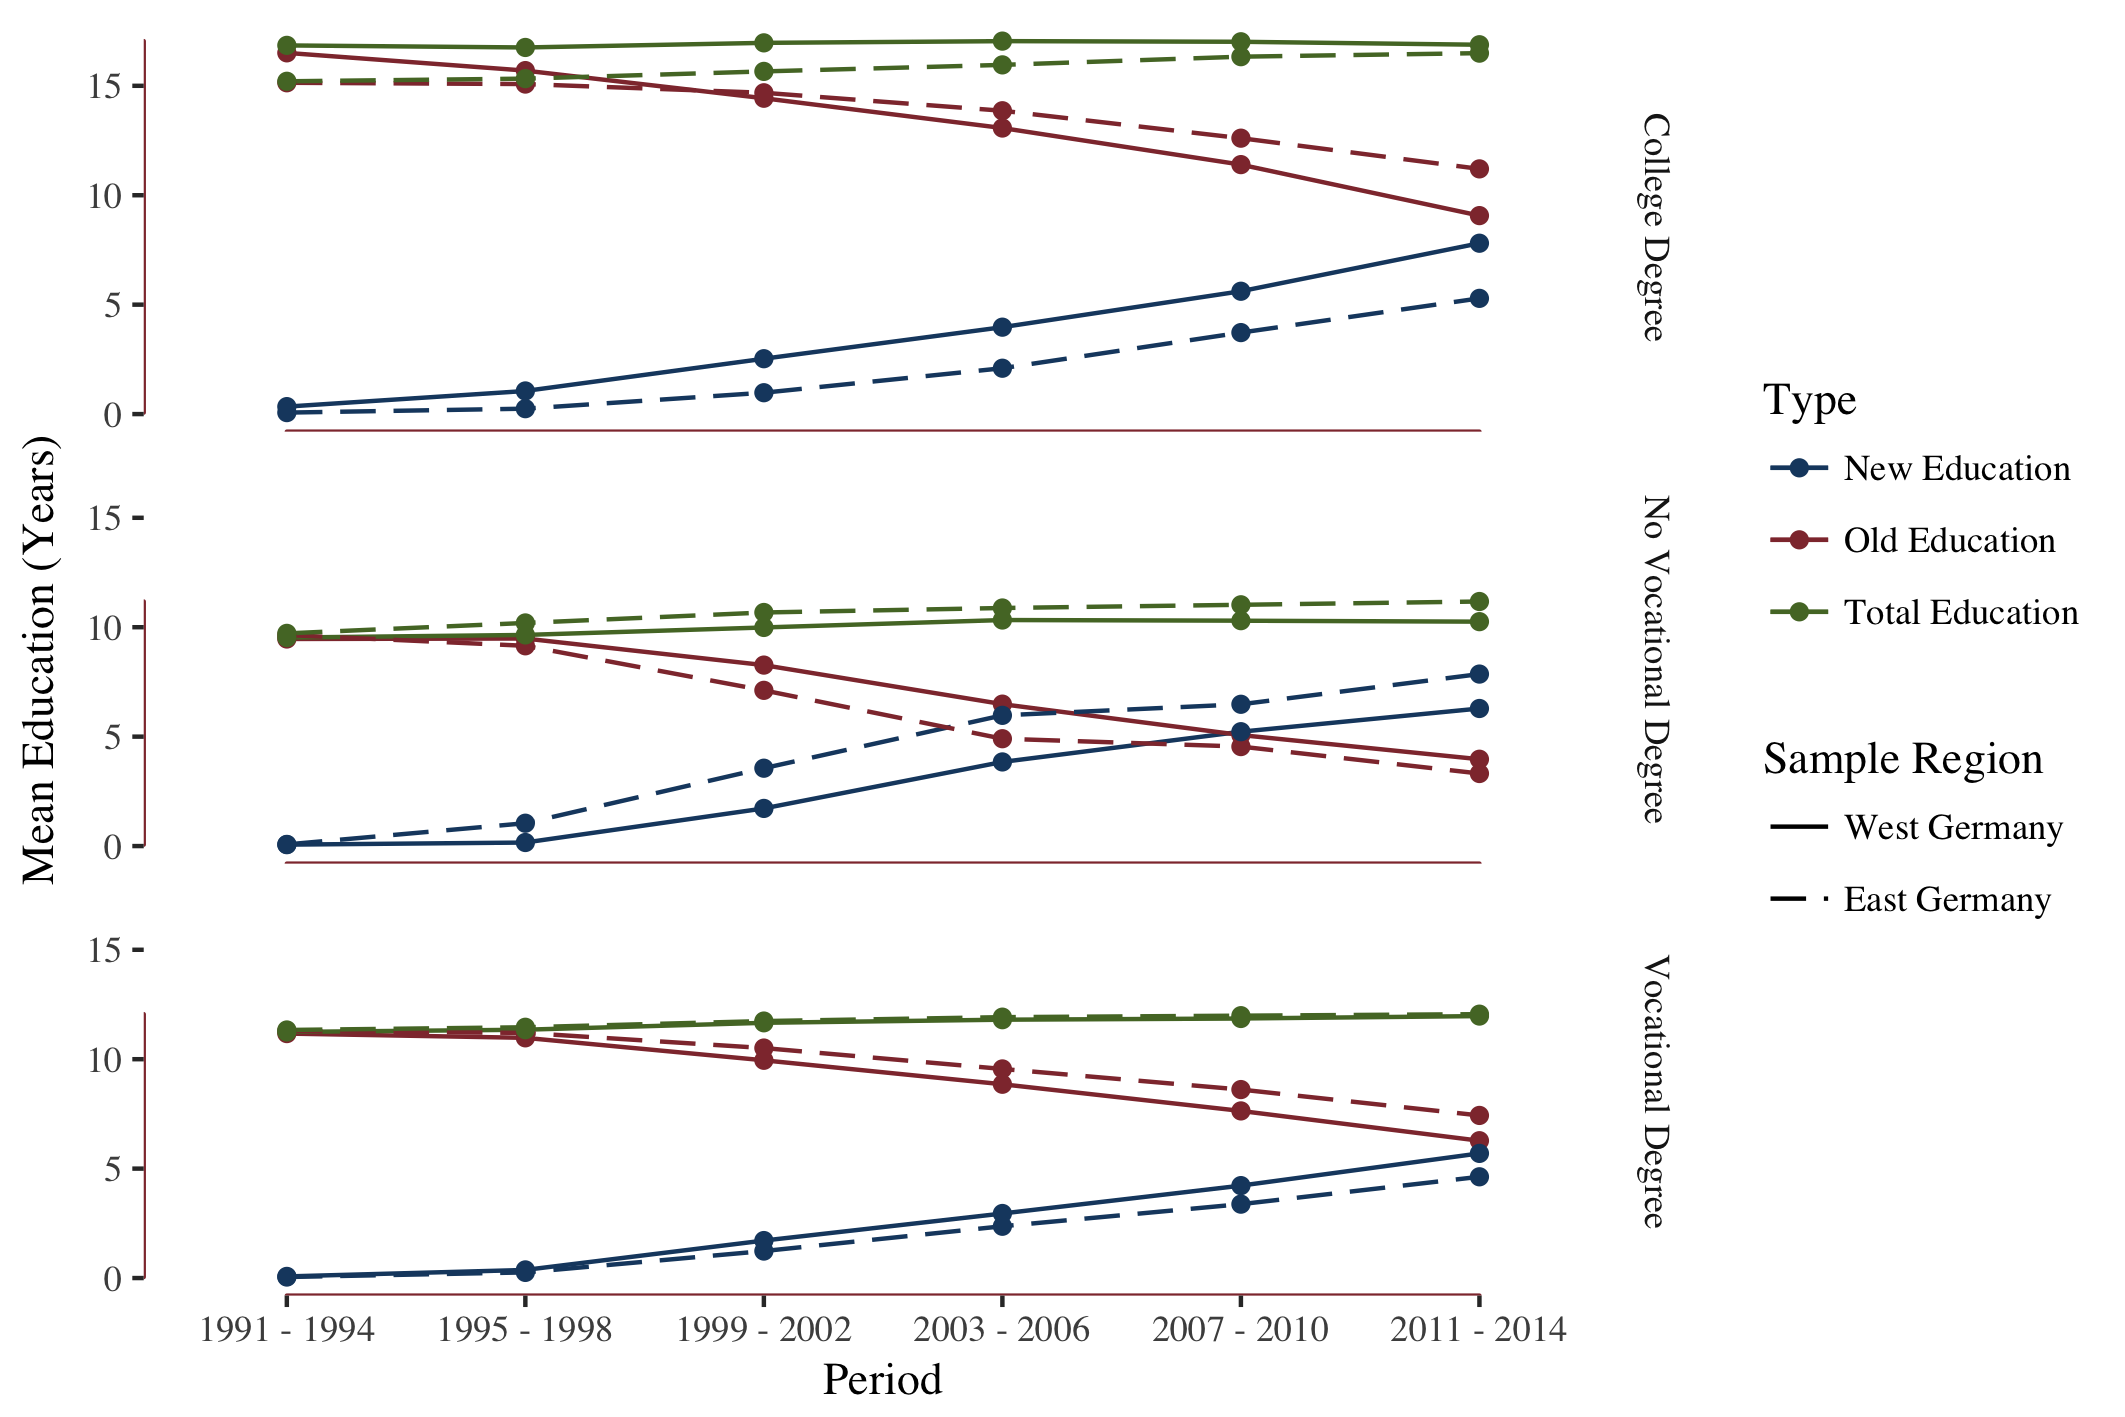 15
10
5
0
College Degree
15
10
5
0
No Vocational Degree
15
10
5
0
Vocational Degree
Mean Education (Years)
1991 - 1994
1995 - 1998
1999 - 2002
2003 - 2006
2007 - 2010
2011 - 2014
Period
Type
New Education
Old Education
Total Education
Sample Region
West Germany
East Germany